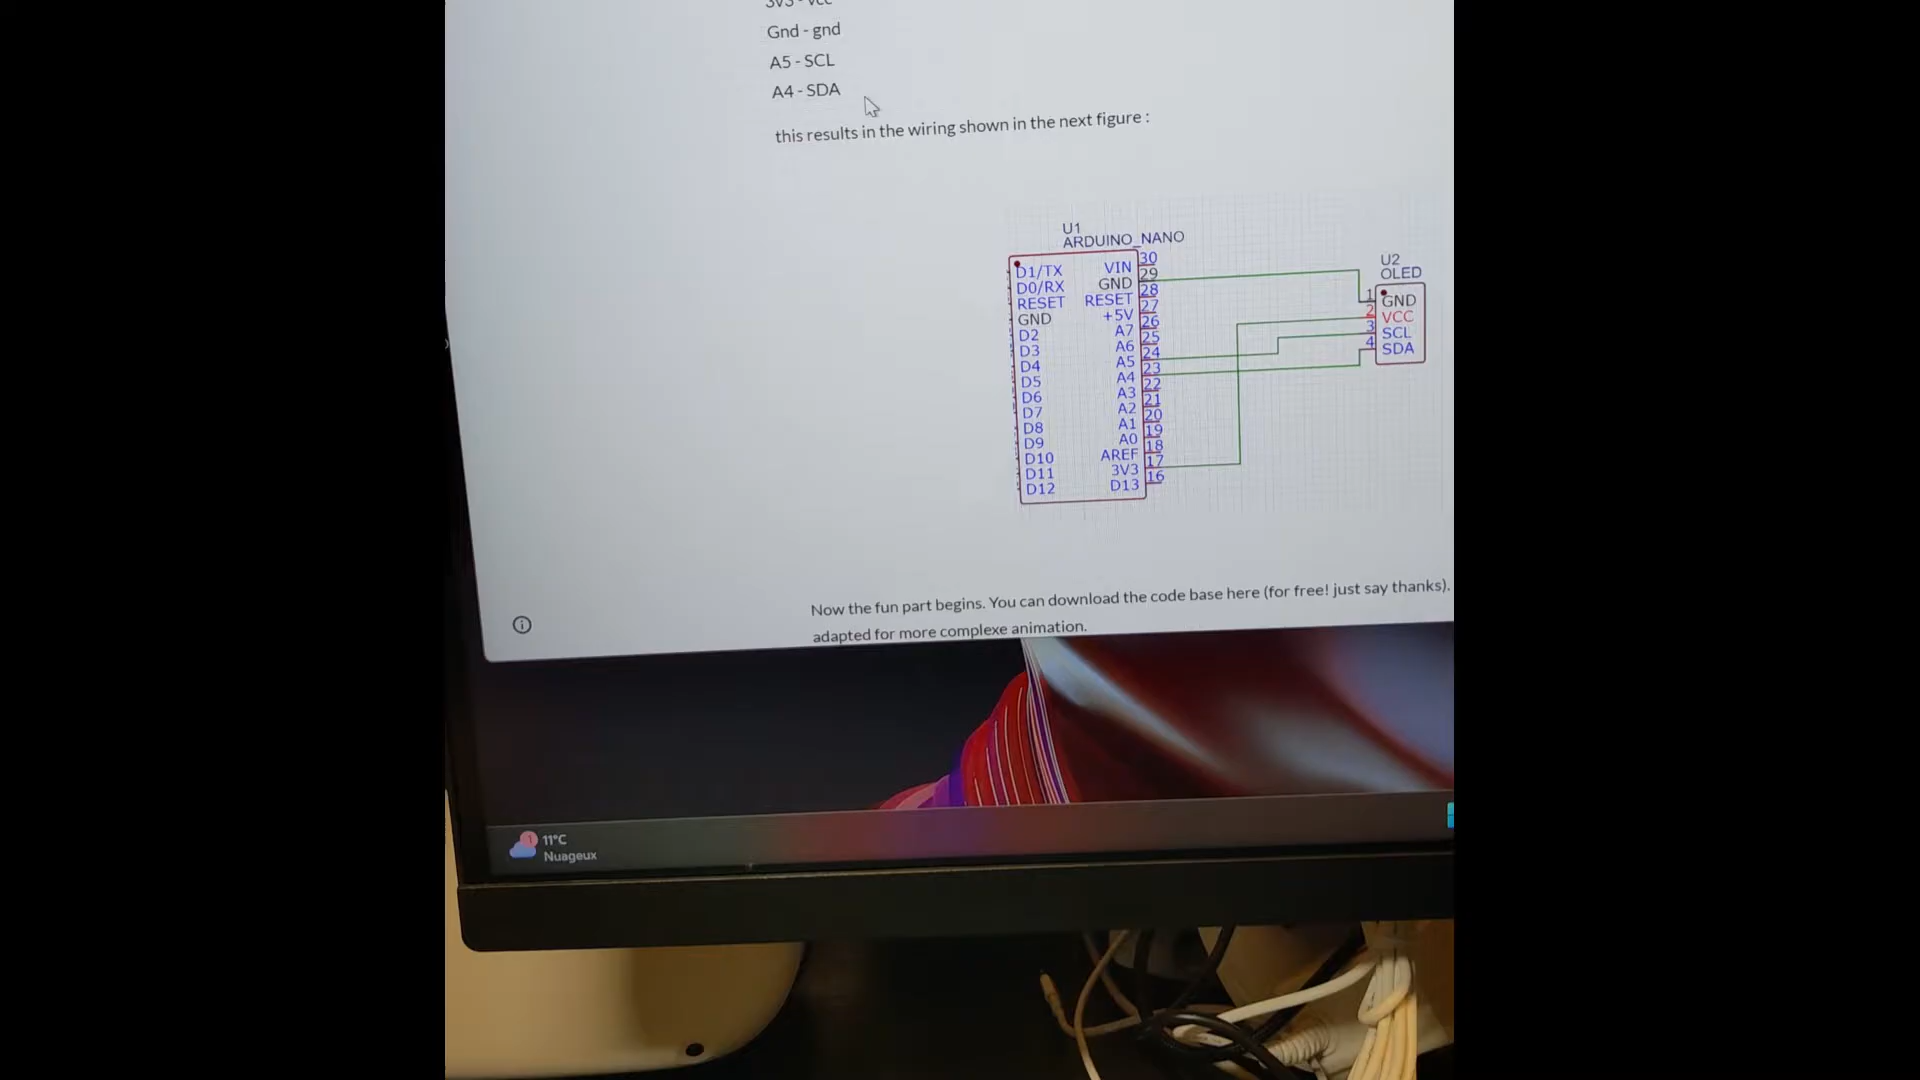 3V3 - vcc
Gnd - gnd
A5 - SCL
A4 - SDA
this results in the wiring shown in the next figure :
U1
ARDUINO_NANO
D1/TX
D0/RX
RESET
GND
D2
D3
D4
D5
D6
D7
D8
D9
D10
D11
D12
VIN 30
GND 29
RESET 28
+5V 27
A7 26
A6 25
A5 24
A4 23
A3 22
A2 21
A1 20
A0 19
AREF 18
3V3 17
D13 16
U2
OLED
1 GND
2 VCC
3 SCL
4 SDA
Now the fun part begins. You can download the code base here (for free! just say thanks).
adapted for more complexe animation.
1
11°C
Nuageux